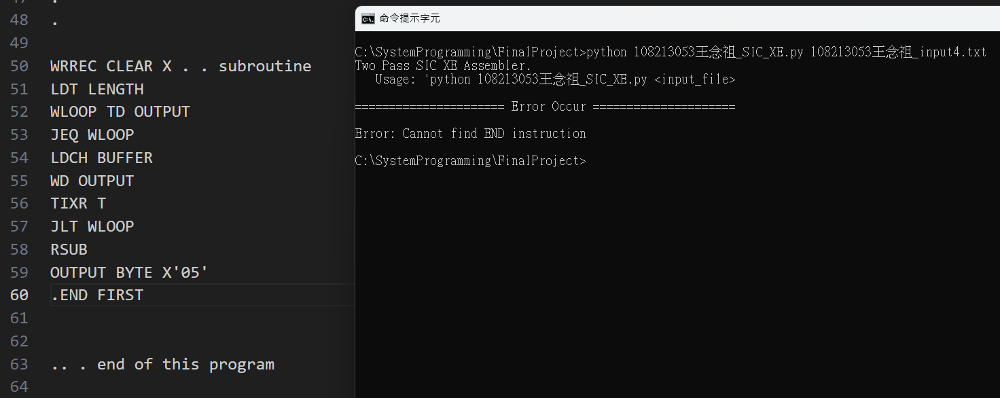 47 .
48 .
49
50 WRREC CLEAR X . . subroutine
51 LDT LENGTH
52 WLOOP TD OUTPUT
53 JEQ WLOOP
54 LDCH BUFFER
55 WD OUTPUT
56 TIXR T
57 JLT WLOOP
58 RSUB
59 OUTPUT BYTE X'05'
60 .END FIRST
61
62
63 .. . end of this program
64
命令提示字元
C:\SystemProgramming\FinalProject>python 108213053王念祖_SIC_XE.py 108213053王念祖_input4.txt
Two Pass SIC XE Assembler.
Usage: 'python 108213053王念祖_SIC_XE.py <input_file>
====================== Error Occur =====================
Error: Cannot find END instruction
C:\SystemProgramming\FinalProject>